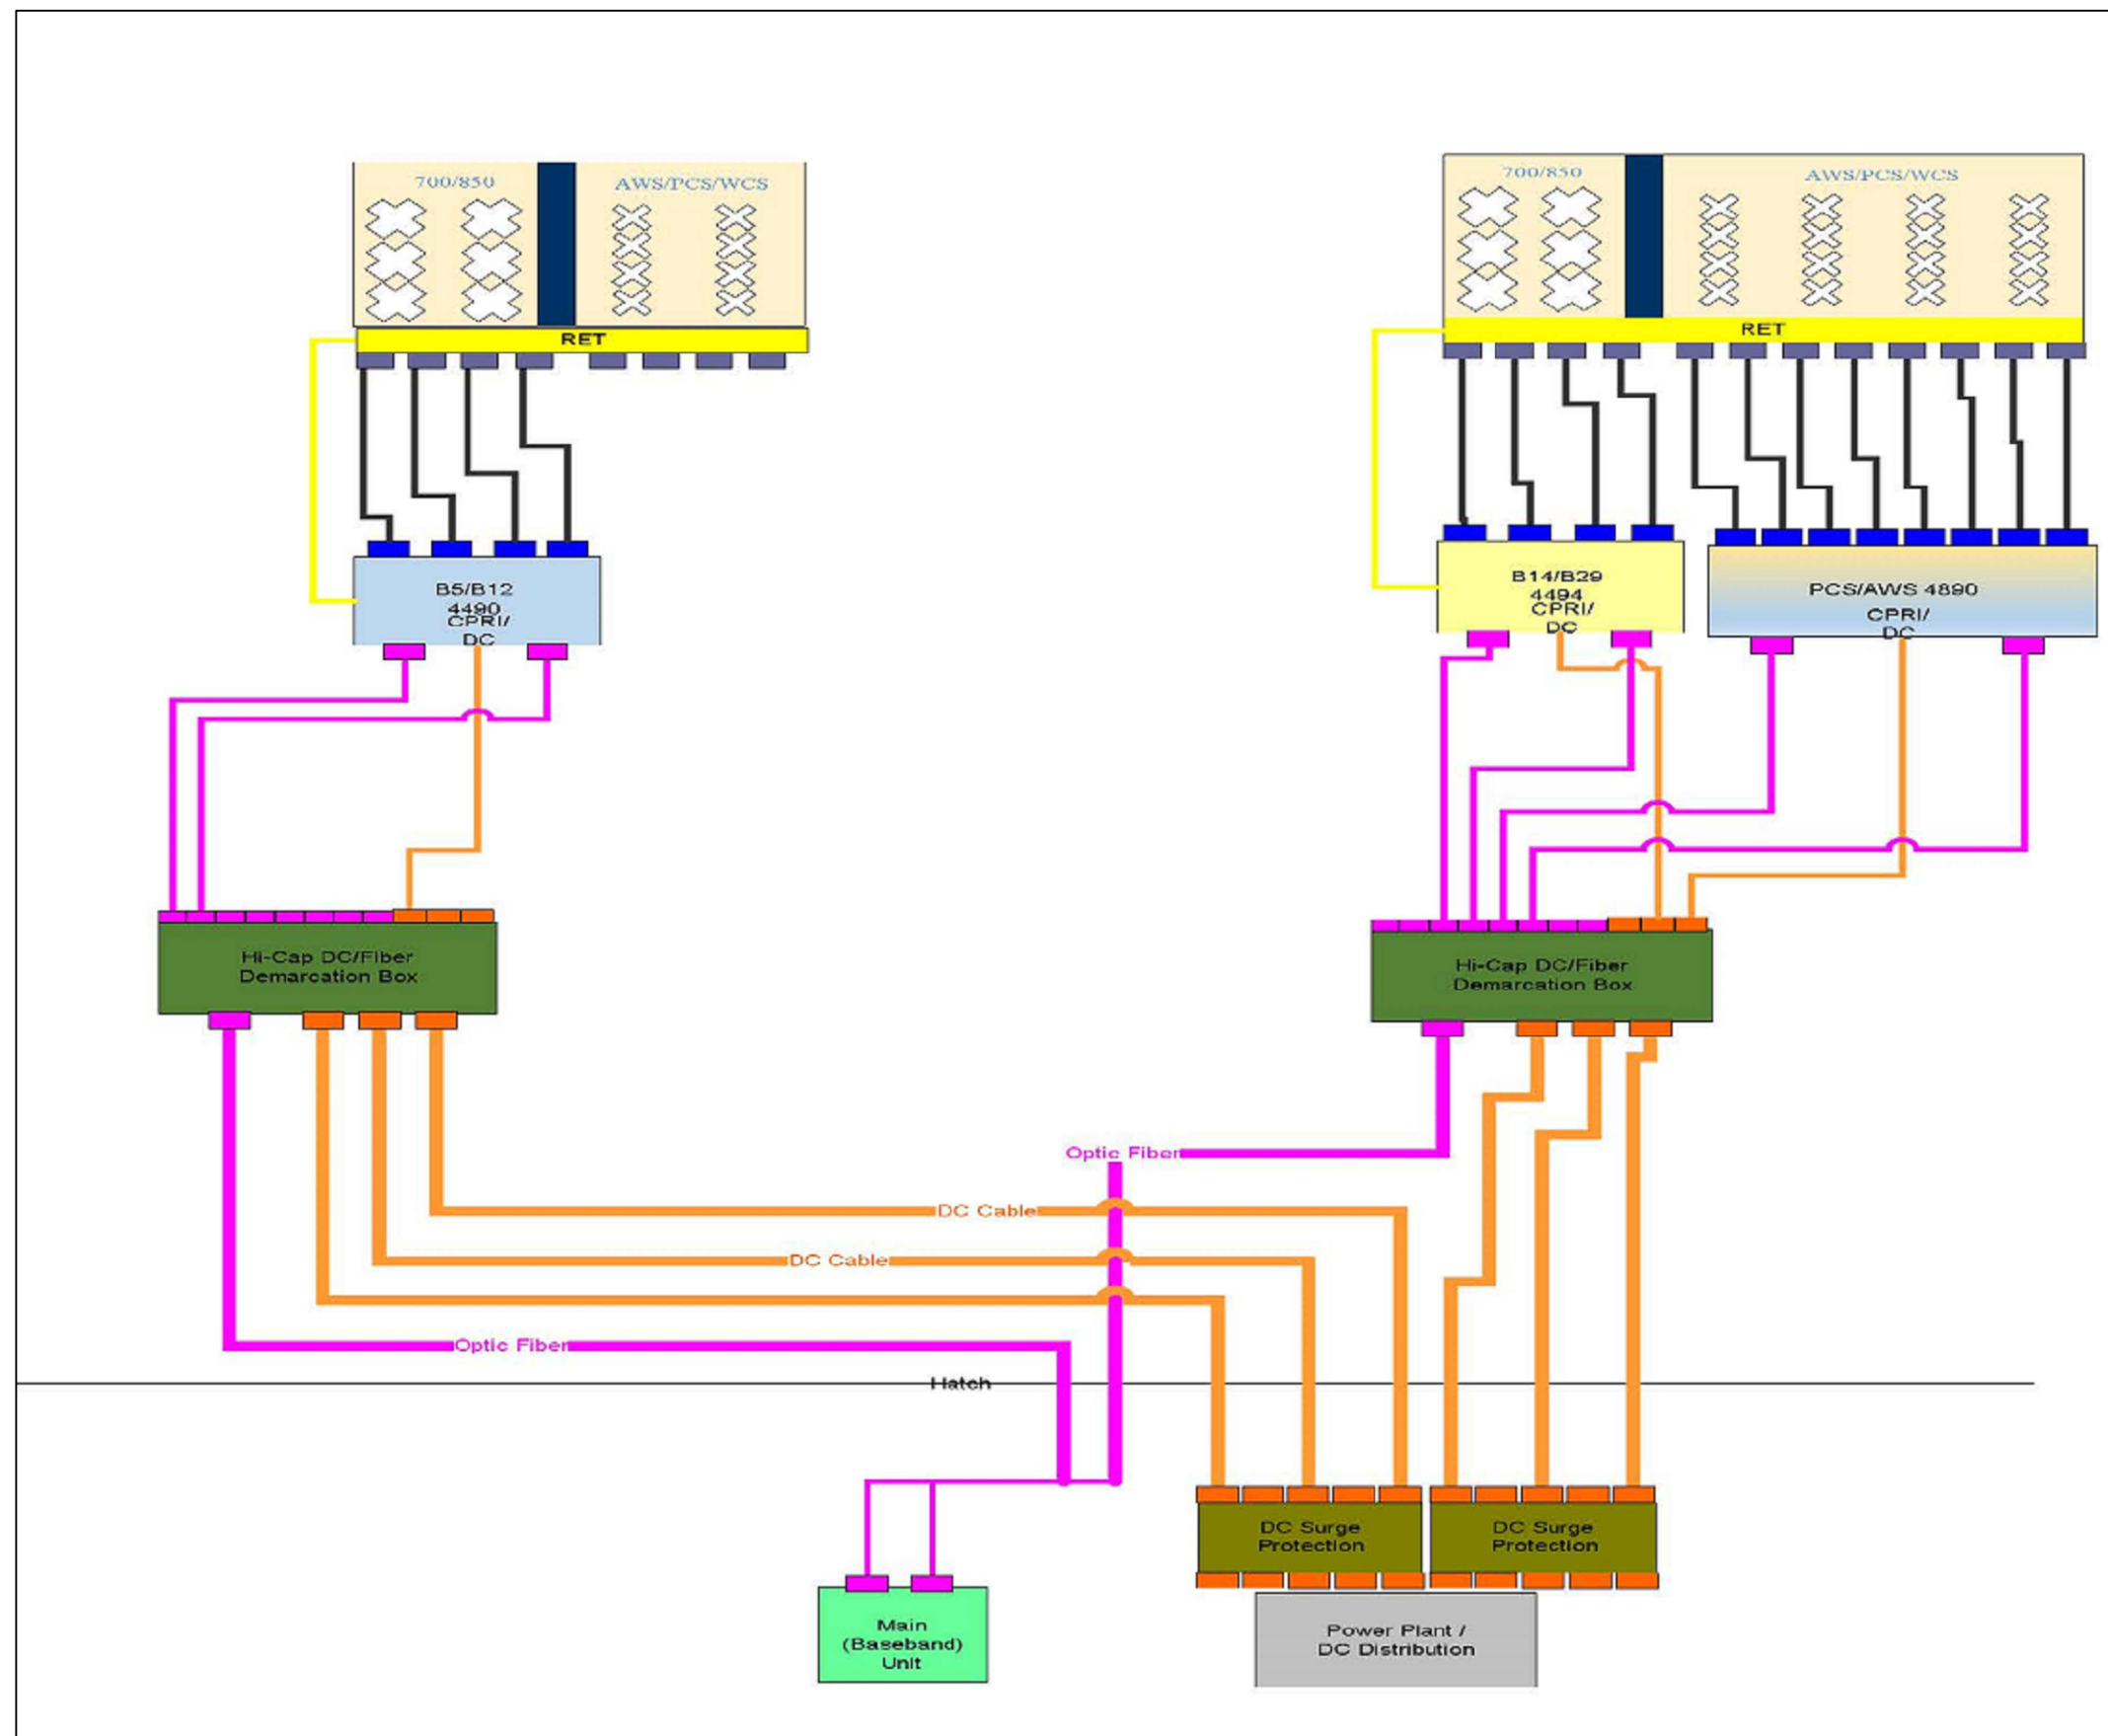 700/850
AWS/PCS/WCS
RET
700/850
AWS/PCS/WCS
RET
B5/B12
4490
CPRI/
DC
B14/B29
4494
CPRI/
DC
PCS/AWS 4890
CPRI/
DC
Hi-Cap DC/Fiber
Demarcation Box
Hi-Cap DC/Fiber
Demarcation Box
Optic Fiber
DC Cable
DC Cable
Optic Fiber
Hatch
DC Surge
Protection
DC Surge
Protection
Main
(Baseband)
Unit
Power Plant /
DC Distribution